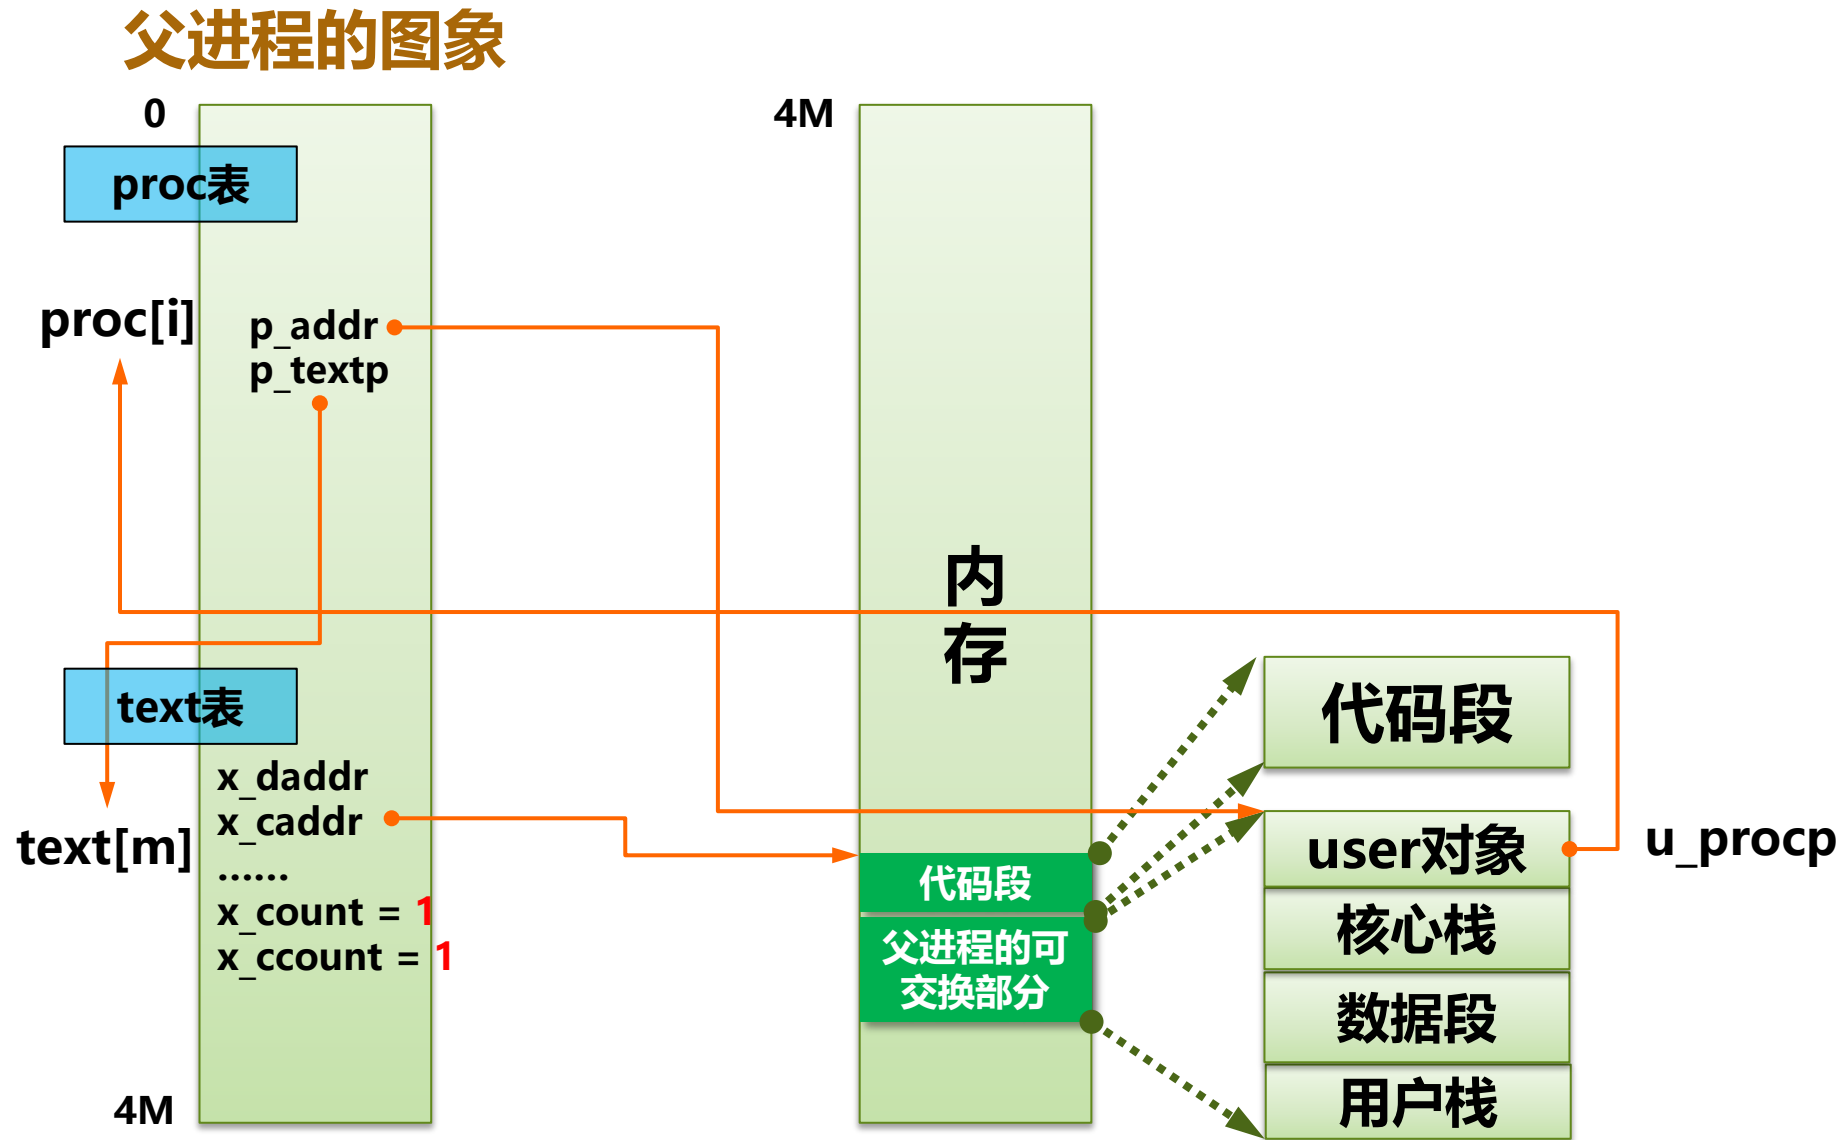 父进程的图象
0
4M
proc表
proc[i]
p_addr
p_textp
内
存
text表
text[m]
x_daddr
x_caddr
......
x_count = 1
x_ccount = 1
4M
代码段
父进程的可
交换部分
代码段
user对象
u_procp
核心栈
数据段
用户栈